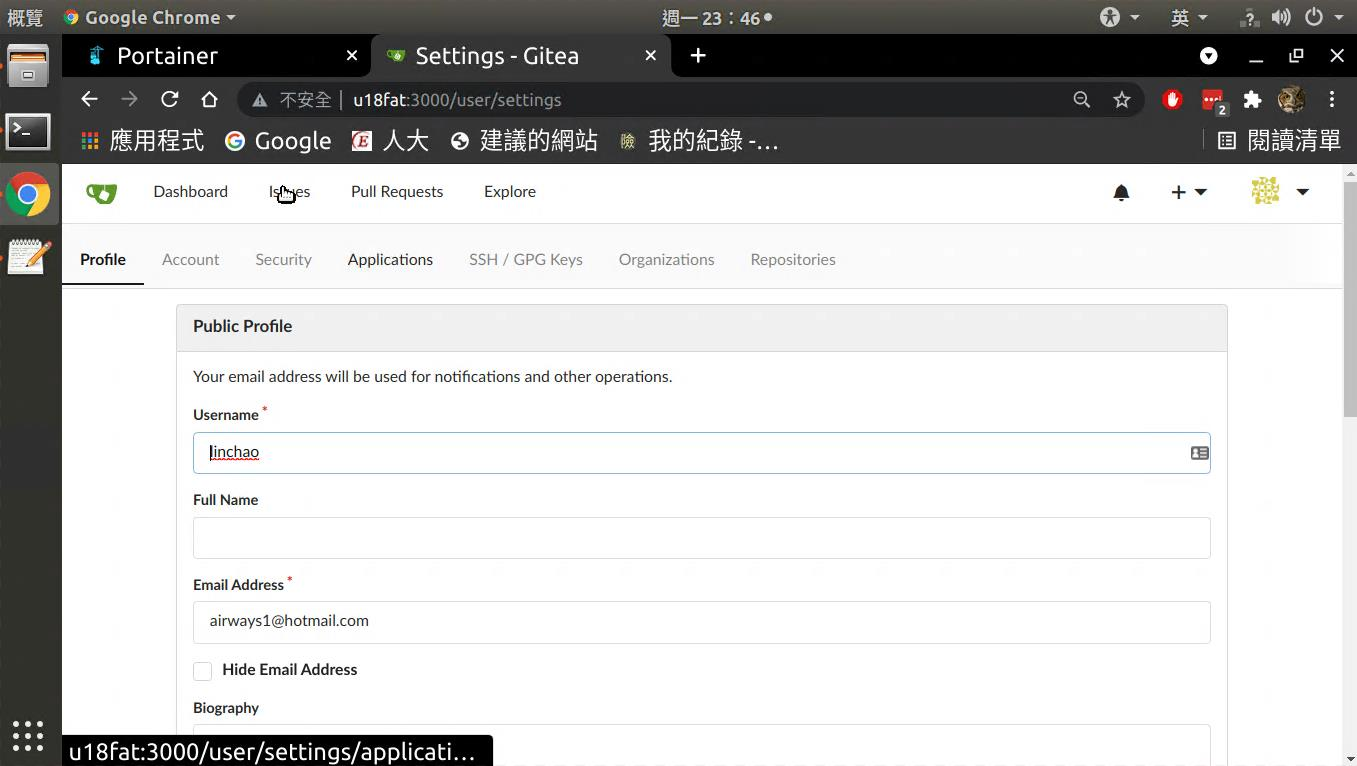 概覽 Google Chrome 週一 23：46 英 ?
Portainer Settings - Gitea
不安全 u18fat:3000/user/settings 2
應用程式 Google 人大 建議的網站 險 我的紀錄 -… 閱讀清單
Dashboard Issues Pull Requests Explore
Profile Account Security Applications SSH / GPG Keys Organizations Repositories
Public Profile
Your email address will be used for notifications and other operations.
Username *
linchao
Full Name
Email Address *
airways1@hotmail.com
Hide Email Address
Biography
u18fat:3000/user/settings/applicati…